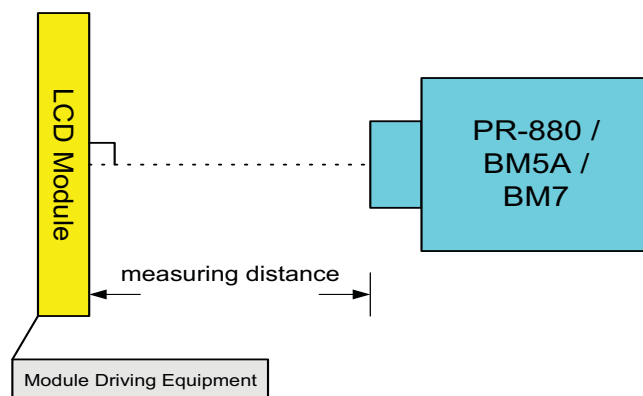 LCD Module
PR-880 /
BM5A /
BM7
measuring distance
Module Driving Equipment